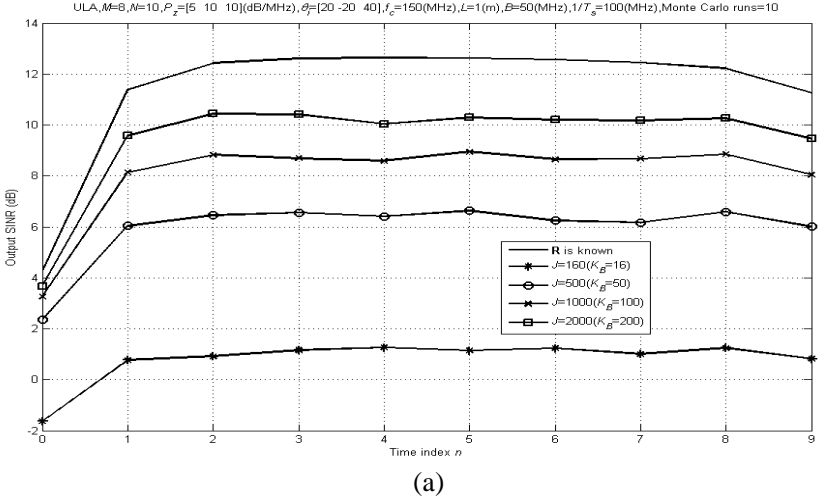 ULA,M=8,N=10,P_z=[5 10 10](dB/MHz),θ_i=[20 -20 40],f_c=150(MHz),L=1(m),B=50(MHz),1/T_s=100(MHz),Monte Carlo runs=10
14
12
10
8
6
4
2
0
-2
Output SINR (dB)
R is known
J=160(K_B=16)
J=500(K_B=50)
J=1000(K_B=100)
J=2000(K_B=200)
0 1 2 3 4 5 6 7 8 9
Time index n
(a)